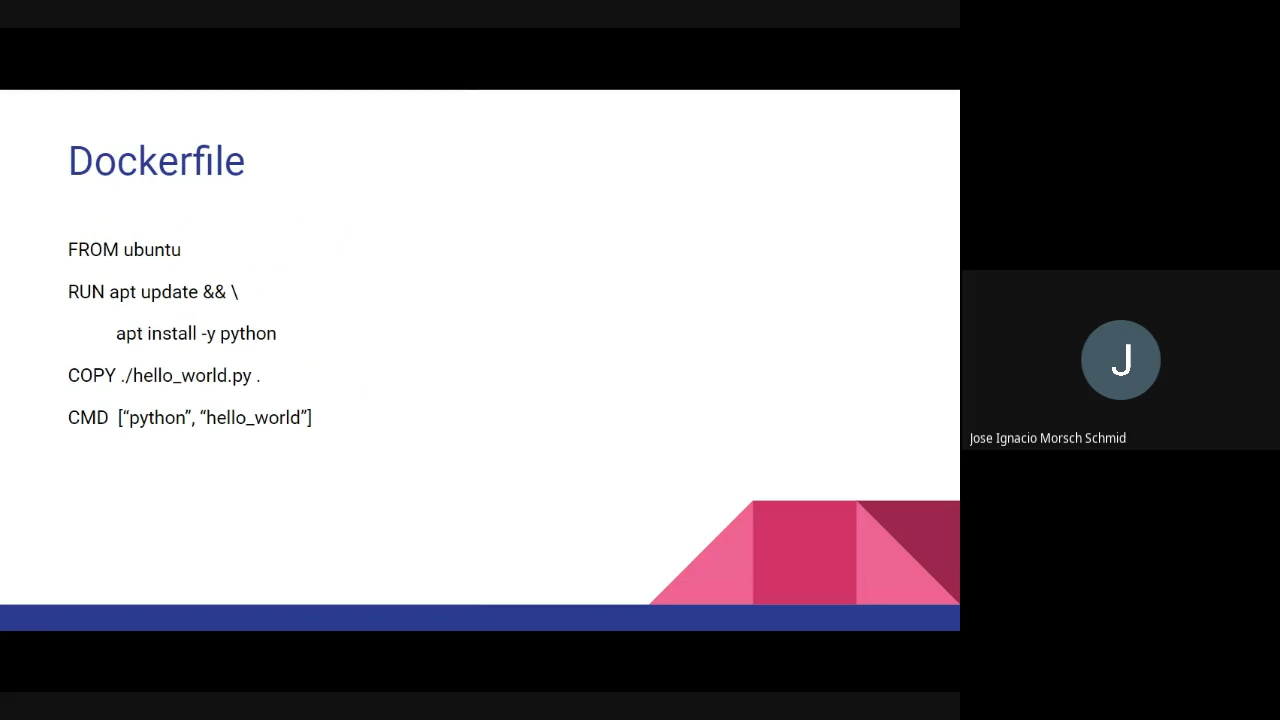 Dockerfile
FROM ubuntu
RUN apt update && \
apt install -y python
COPY ./hello_world.py .
CMD  [“python”, “hello_world”]
J
Jose Ignacio Morsch Schmid